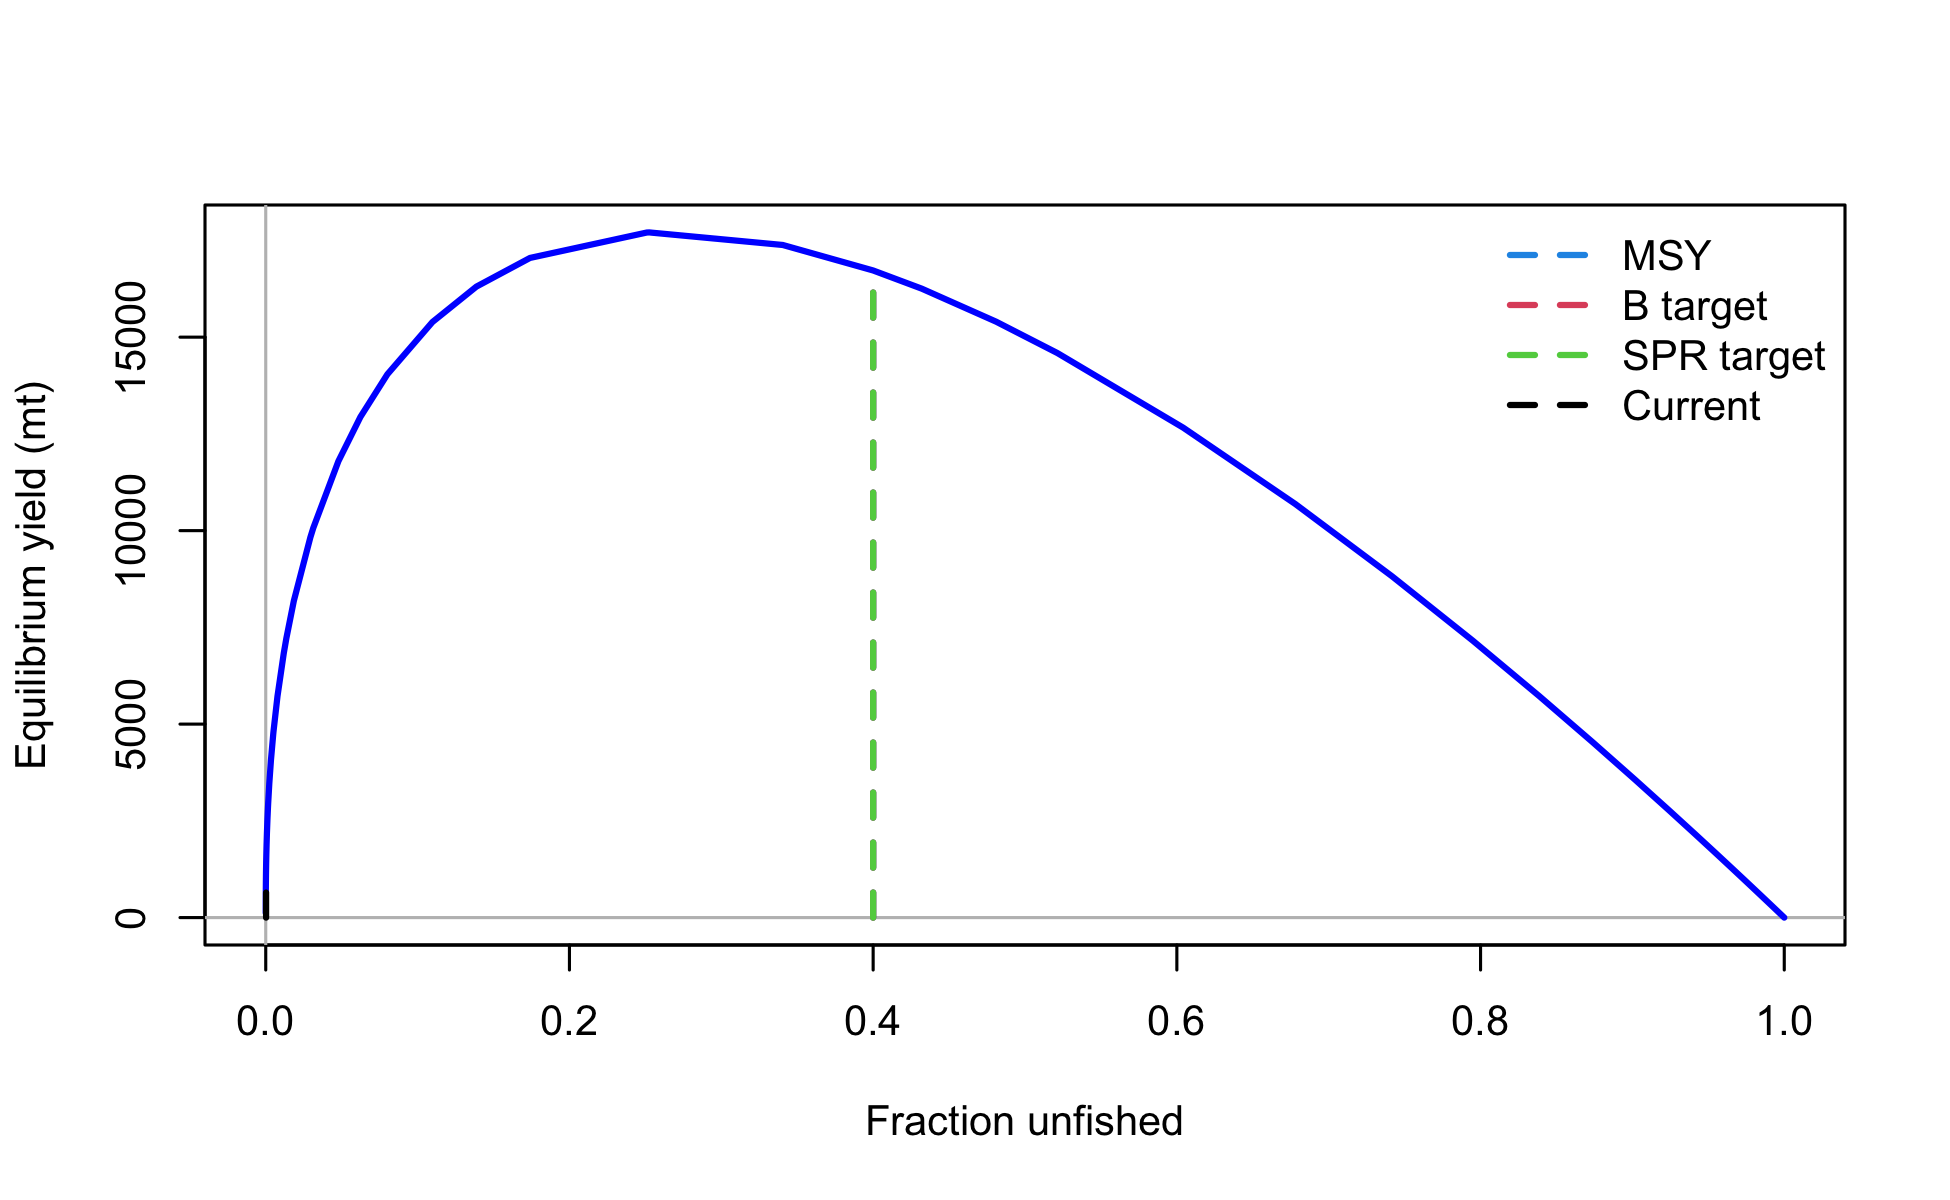 MSY
B target
SPR target
Current
Equilibrium yield (mt)
15000
10000
5000
0
0.0 0.2 0.4 0.6 0.8 1.0
Fraction unfished